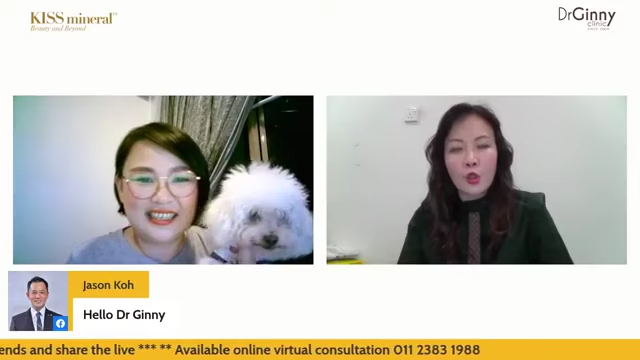 KISS mineral™
Beauty and Beyond
DrGinny
clinic
Jason Koh
Hello Dr Ginny
ends and share the live *** ** Available online virtual consultation 011 2383 1988